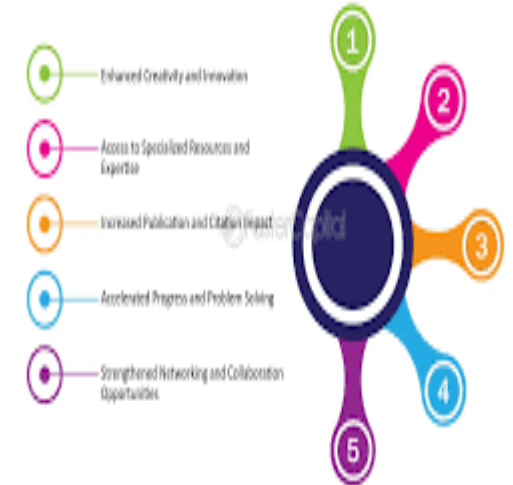 Enhanced Creativity and Innovation
Access to Specialized Resources and
Expertise
Increased Publication and Citation Impact
Accelerated Progress and Problem Solving
Strengthened Networking and Collaboration
Opportunities
1
2
3
4
5